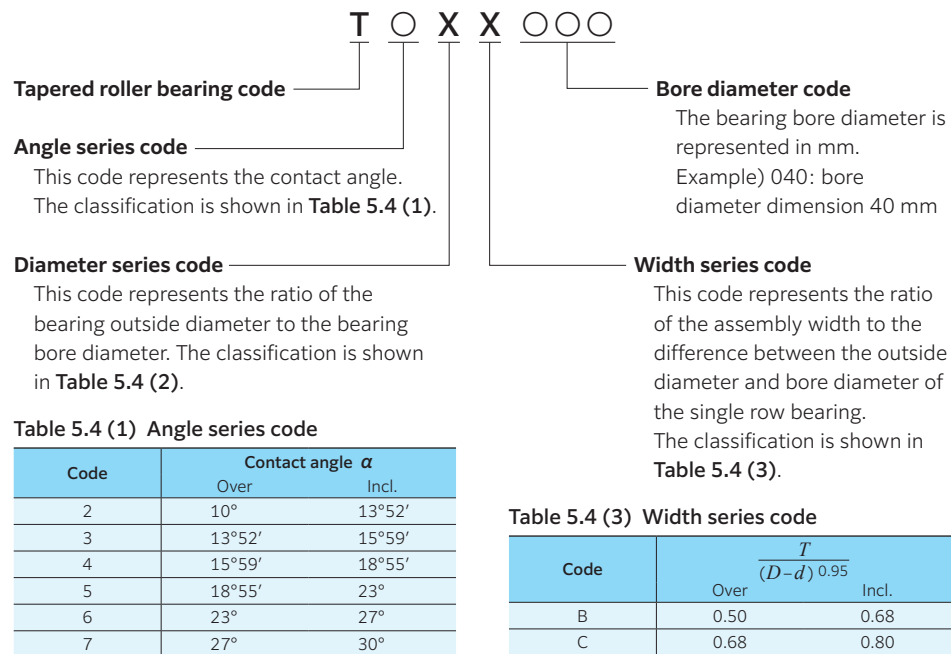 T ○ X X ○○○
Tapered roller bearing code
Angle series code
This code represents the contact angle.
The classification is shown in Table 5.4 (1).
Diameter series code
This code represents the ratio of the
bearing outside diameter to the bearing
bore diameter. The classification is shown
in Table 5.4 (2).
Bore diameter code
The bearing bore diameter is
represented in mm.
Example) 040: bore
diameter dimension 40 mm
Width series code
This code represents the ratio
of the assembly width to the
difference between the outside
diameter and bore diameter of
the single row bearing.
The classification is shown in
Table 5.4 (3).
Table 5.4 (1) Angle series code
Code Contact angle α
Over Incl.
2 10° 13°52′
3 13°52′ 15°59′
4 15°59′ 18°55′
5 18°55′ 23°
6 23° 27°
7 27° 30°
Table 5.4 (3) Width series code
Code T
(D–d) 0.95
Over Incl.
B 0.50 0.68
C 0.68 0.80